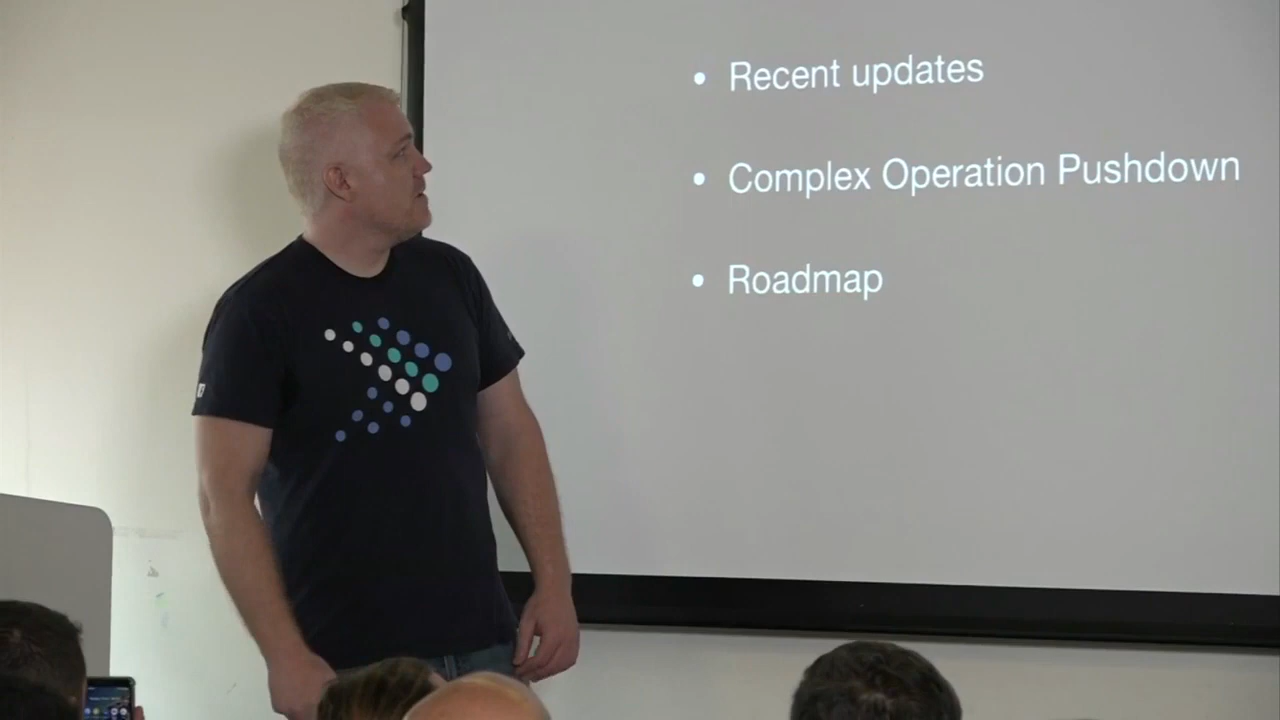 • Recent updates
• Complex Operation Pushdown
• Roadmap